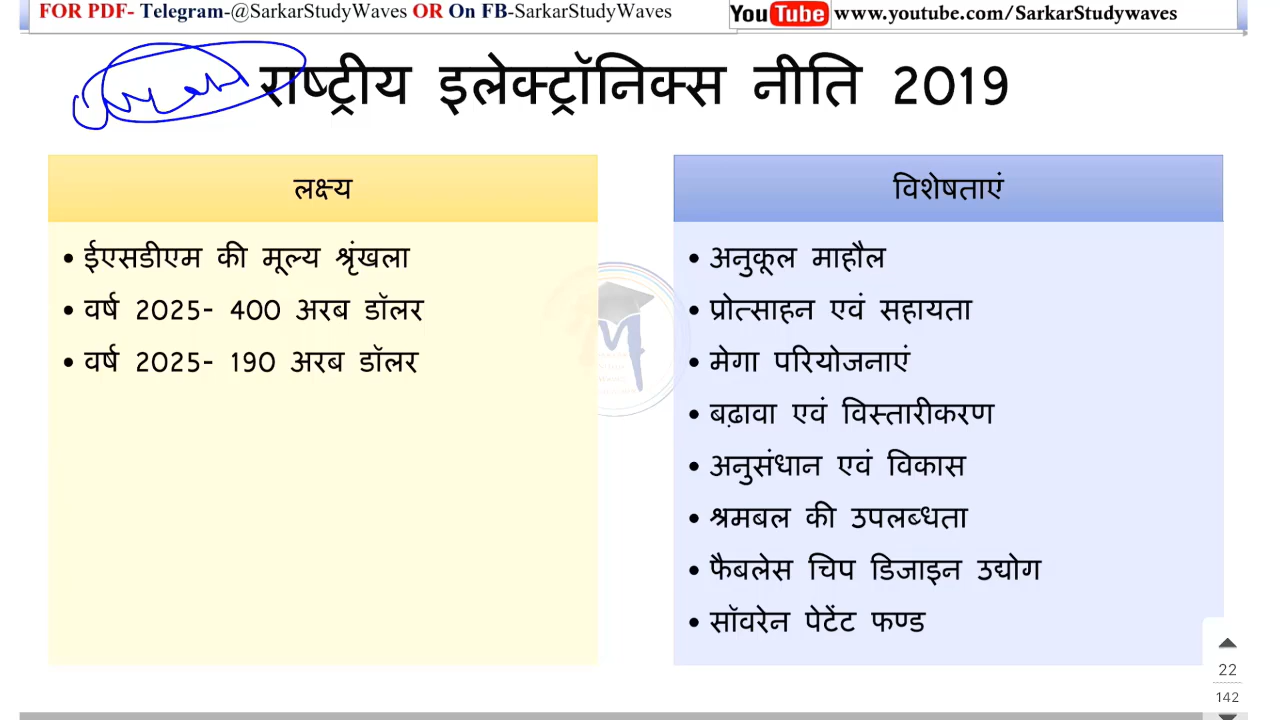 FOR PDF- Telegram-@SarkarStudyWaves OR On FB-SarkarStudyWaves
YouTube www.youtube.com/SarkarStudywaves
राष्ट्रीय इलेक्ट्रॉनिक्स नीति 2019
लक्ष्य
• ईएसडीएम की मूल्य श्रृंखला
• वर्ष 2025- 400 अरब डॉलर
• वर्ष 2025- 190 अरब डॉलर
विशेषताएं
• अनुकूल माहौल
• प्रोत्साहन एवं सहायता
• मेगा परियोजनाएं
• बढ़ावा एवं विस्तारीकरण
• अनुसंधान एवं विकास
• श्रमबल की उपलब्धता
• फैबलेस चिप डिजाइन उद्योग
• सॉवरेन पेटेंट फण्ड
22
142